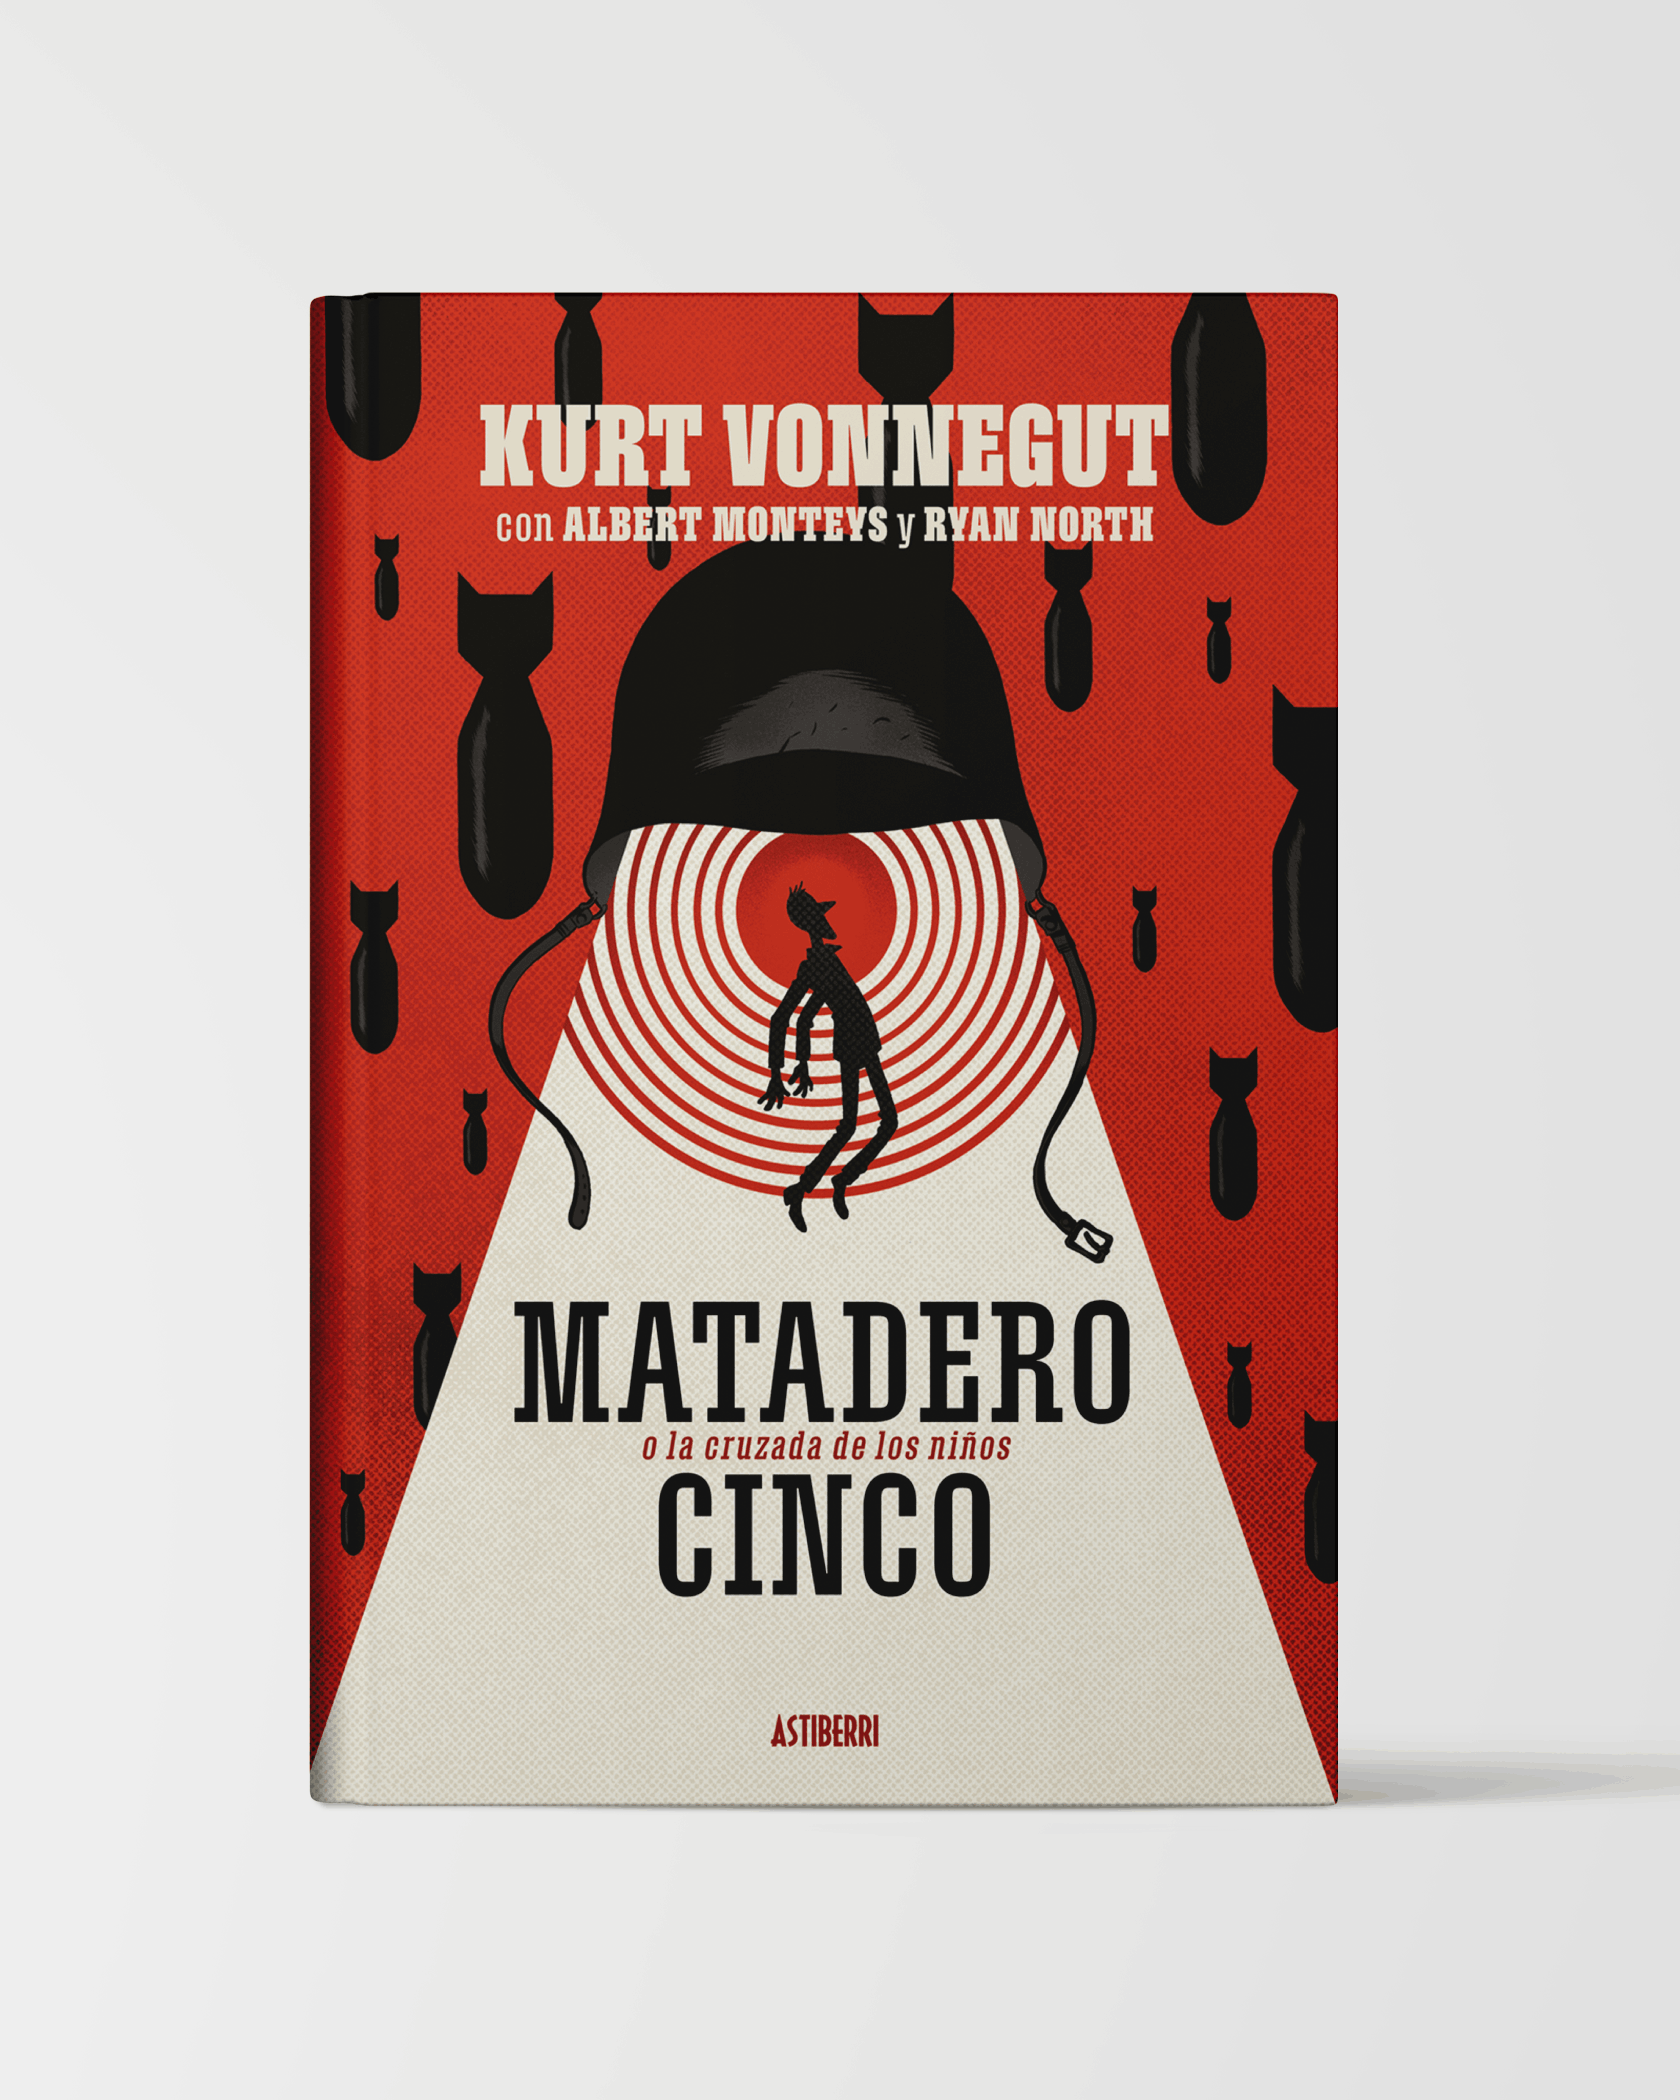 KURT VONNEGUT
con ALBERT MONTEYS y RYAN NORTH
MATADERO
o la cruzada de los niños
CINCO
ASTIBERRI